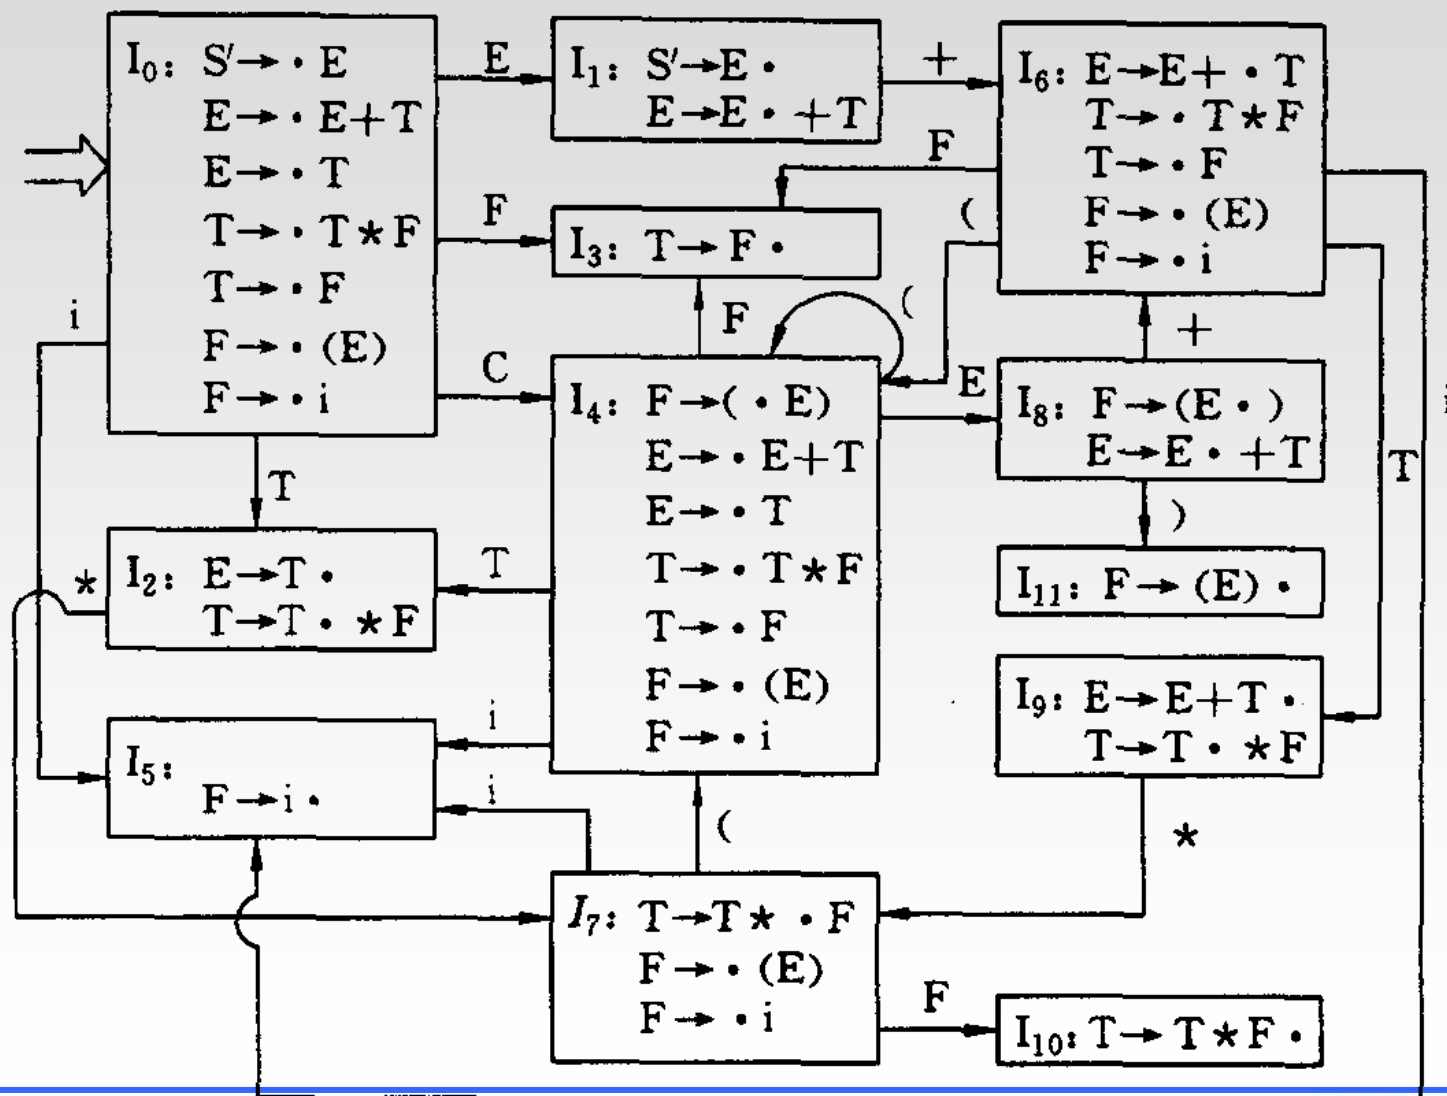 I₀: S′→· E
E→· E+T
E→· T
T→· T*F
T→· F
F→· (E)
F→· i
E
I₁: S′→E ·
E→E · +T
+
I₆: E→E+ · T
T→· T*F
T→· F
F→· (E)
F→· i
F
F
(
I₃: T→F ·
i
F
(
+
C
E
I₄: F→( · E)
E→· E+T
E→· T
T→· T*F
T→· F
F→· (E)
F→· i
I₈: F→(E · )
E→E · +T
T
T
)
*
I₂: E→T ·
T→T · *F
T
I₁₁: F→(E) ·
I₉: E→E+T ·
T→T · *F
i
I₅:
F→i ·
i
(
*
I₇: T→T* · F
F→· (E)
F→· i
F
I₁₀: T→T*F ·